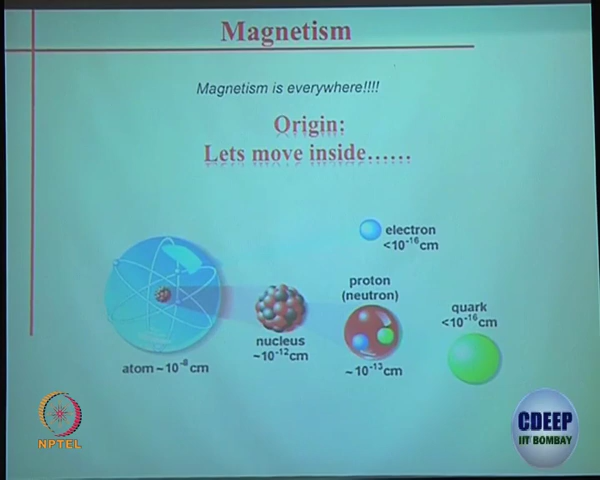 Magnetism
Magnetism is everywhere!!!!
Origin:
Lets move inside……
electron
<10⁻¹⁶cm
proton
(neutron)
quark
<10⁻¹⁶cm
nucleus
~10⁻¹²cm
atom ~ 10⁻⁸ cm
~10⁻¹³cm
NPTEL
CDEEP
IIT BOMBAY